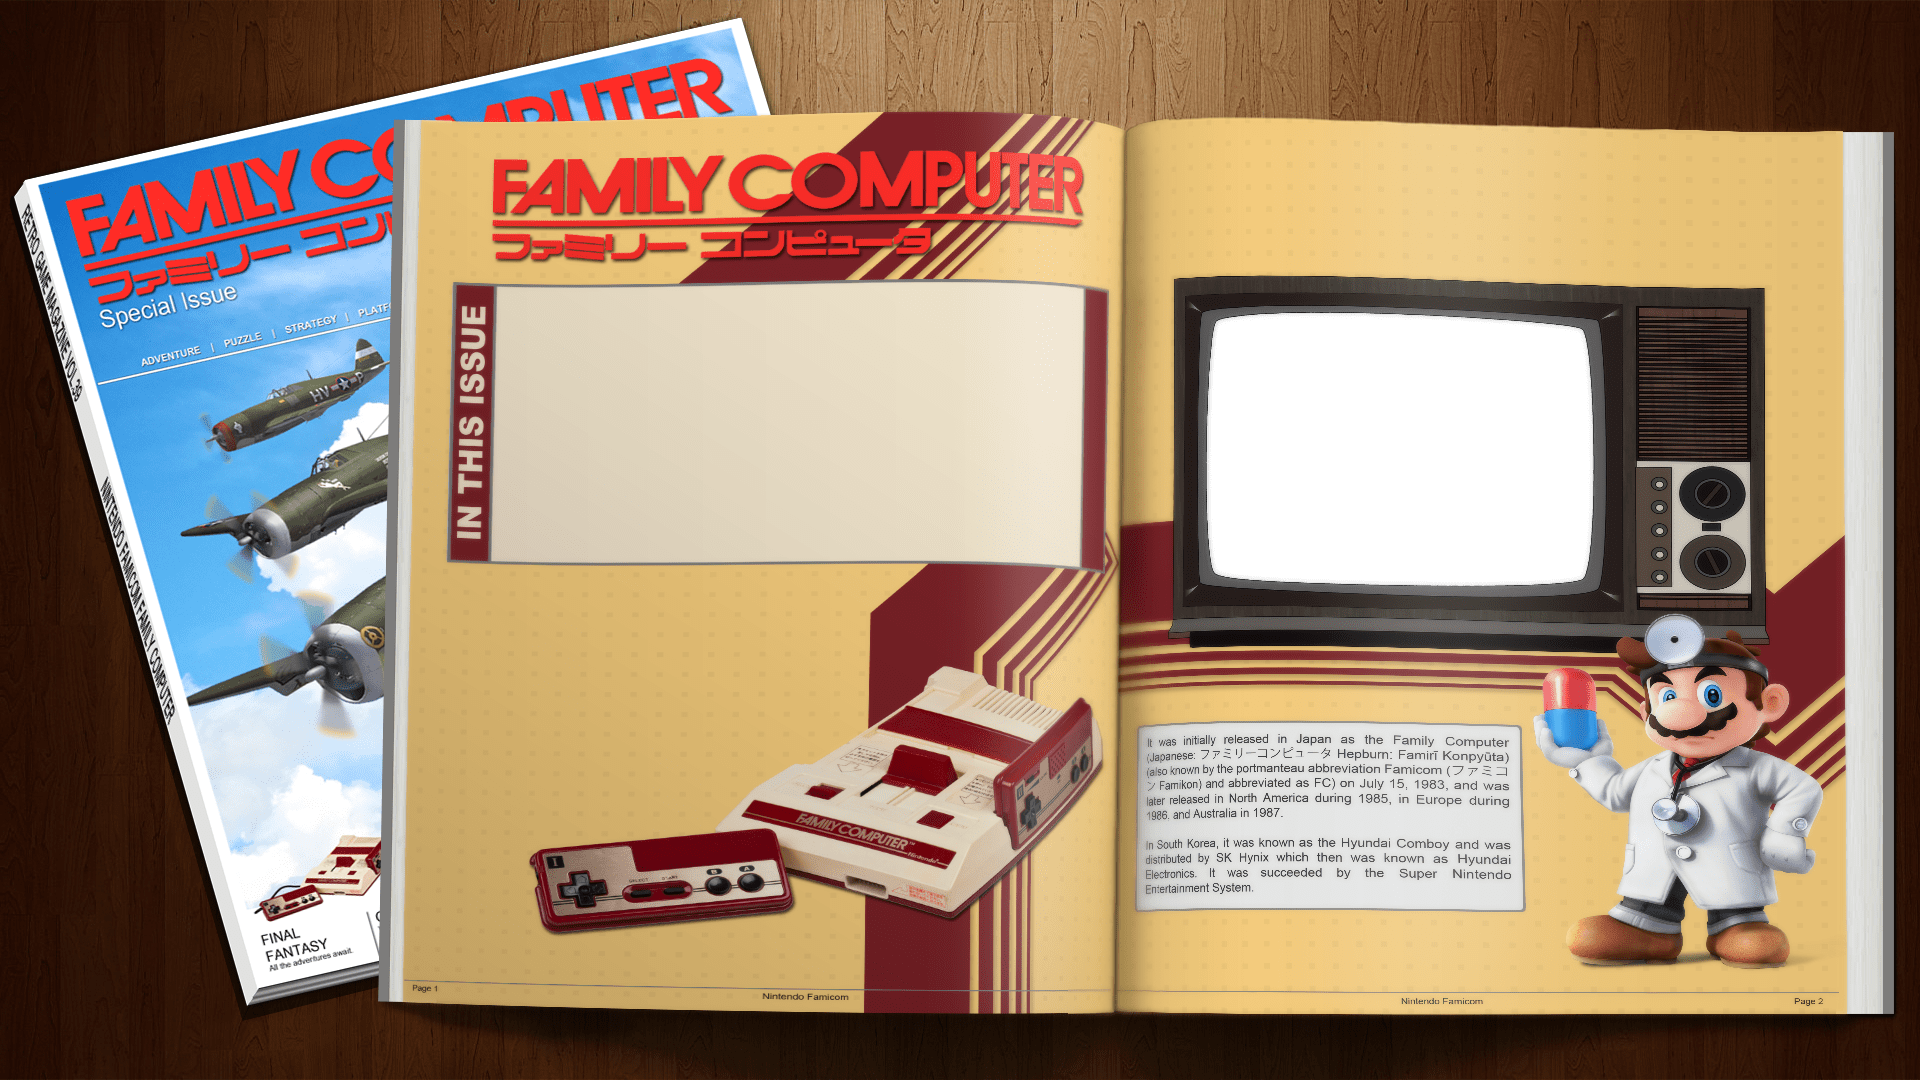 FAMILY COMPUTER
ファミリー コン
Special Issue
ADVENTURE | PUZZLE | STRATEGY |
RETRO GAME MAGAZINE VOL.39
NINTENDO FAMICOM FAMILY COMPUTER
FINAL
FANTASY
All the adventures await.
FAMILY COMPUTER
ファミリー コンピュータ
IN THIS ISSUE
FAMILY COMPUTER™
Nintendo
I
SELECT START
B A
Page 1
Nintendo Famicom
It was initially released in Japan as the Family Computer
(Japanese: ファミリーコンピュータ Hepburn: Famirī Konpyūta)
(also known by the portmanteau abbreviation Famicom (ファミコ
ン Famikon) and abbreviated as FC) on July 15, 1983, and was
later released in North America during 1985, in Europe during
1986, and Australia in 1987.
In South Korea, it was known as the Hyundai Comboy and was
distributed by SK Hynix which then was known as Hyundai
Electronics. It was succeeded by the Super Nintendo
Entertainment System.
Nintendo Famicom
Page 2